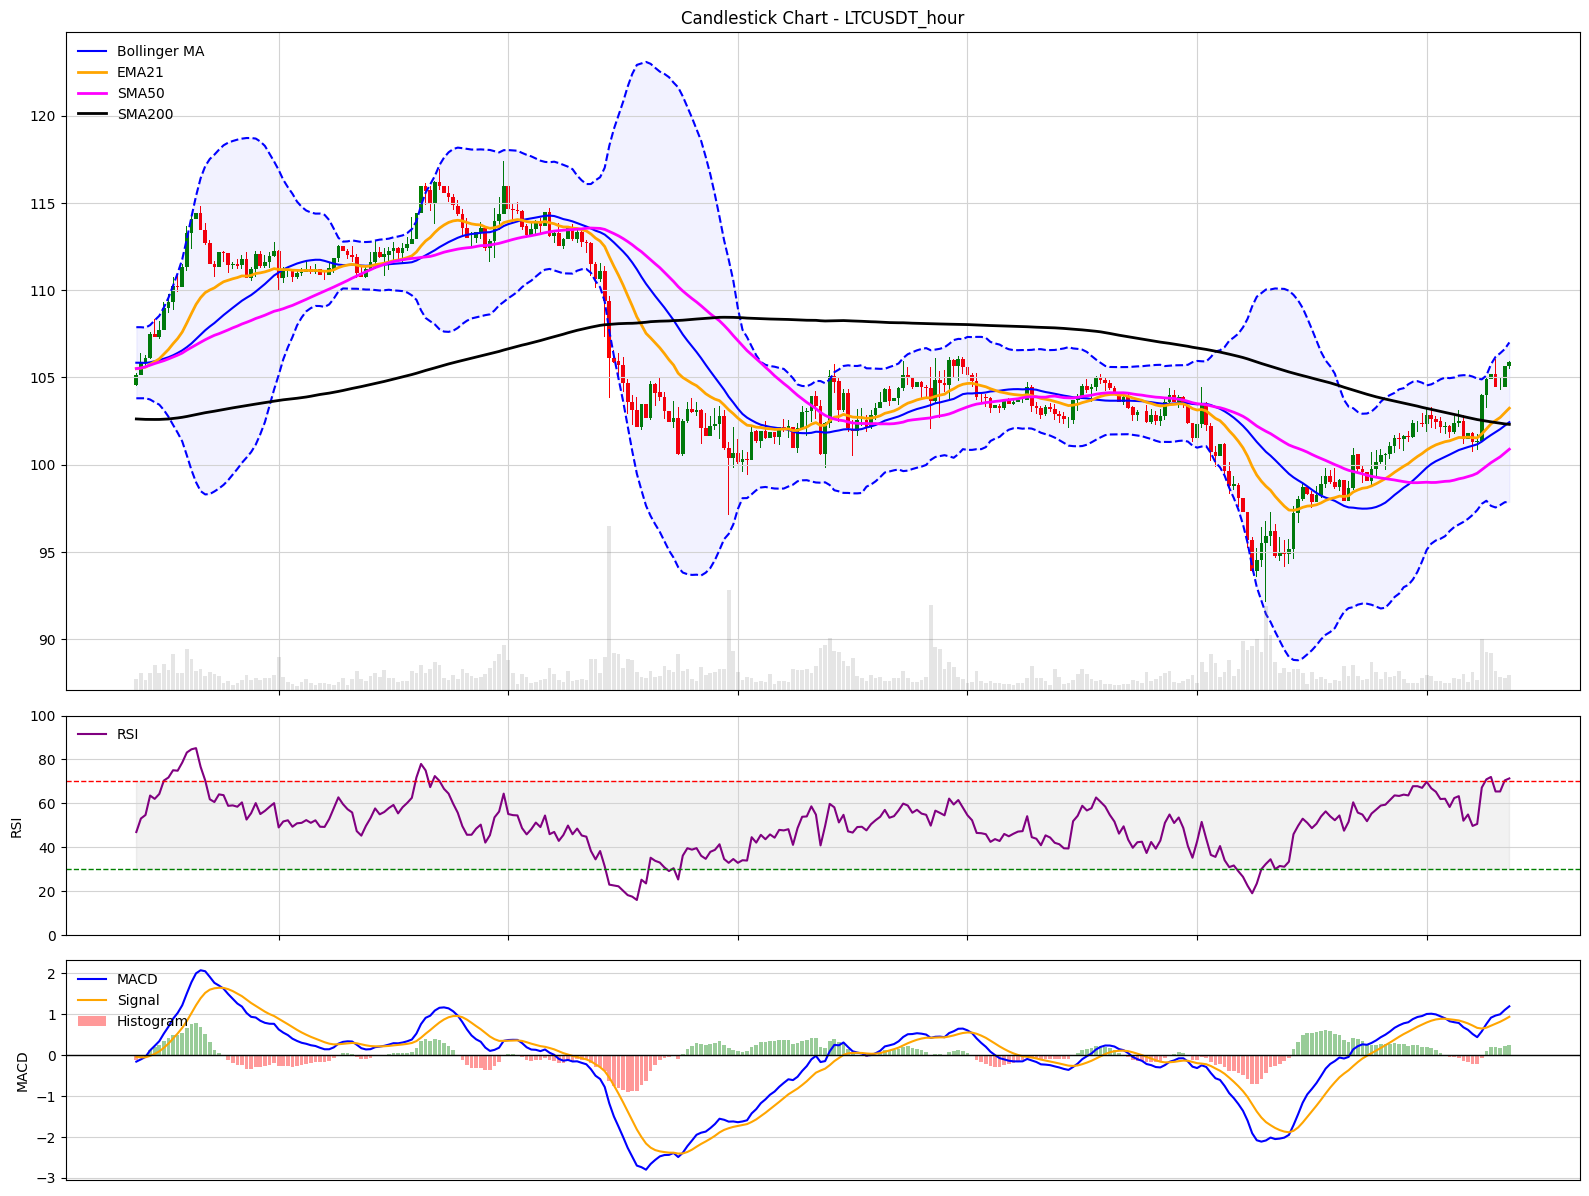 Candlestick Chart - LTCUSDT_hour
Bollinger MA
EMA21
SMA50
SMA200
120
115
110
105
100
95
90
100
80
60
40
20
0
RSI
RSI
2
1
0
−1
−2
−3
MACD
MACD
Signal
Histogram